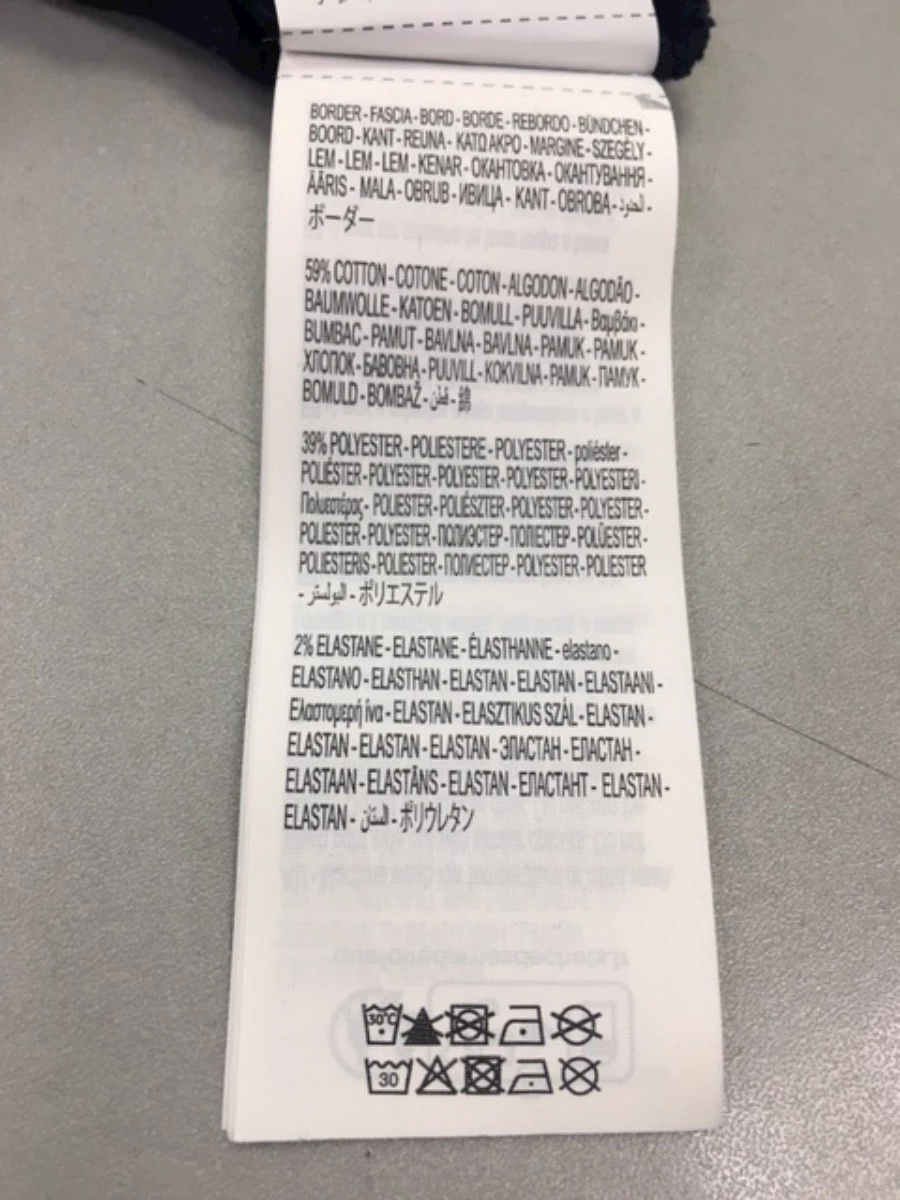 BORDER - FASCIA - BORD - BORDE - REBORDO - BÜNDCHEN -
BOORD - KANT - REUNA - ΚΑΤΩ ΑΚΡΟ - MARGINE - SZEGÉLY -
LEM - LEM - LEM - KENAR - ОКАНТОВКА - ОКАНТУВАННЯ -
ÄÄRIS - MALA - OBRUB - ИВИЦА - KANT - OBROBA - الحدود -
ボーダー
59% COTTON - COTONE - COTON - ALGODON - ALGODÃO -
BAUMWOLLE - KATOEN - BOMULL - PUUVILLA - Βαμβάκι -
BUMBAC - PAMUT - BAVLNA - BAVLNA - PAMUK - PAMUK -
ХЛОПОК - БАВОВНА - PUUVILL - KOKVILNA - PAMUK - ПАМУК -
BOMULD - BOMBAŽ - قطن - 綿
39% POLYESTER - POLIESTERE - POLYESTER - poliéster -
POLIÉSTER - POLYESTER - POLYESTER - POLYESTER - POLYESTERI -
Πολυεστέρας - POLIESTER - POLIÉSZTER - POLYESTER - POLYESTER -
POLIESTER - POLYESTER - ПОЛИЭСТЕР - ПОЛІЕСТЕР - POLÜESTER -
POLIESTERIS - POLIESTER - ПОЛИЕСТЕР - POLYESTER - POLIESTER
- البوليستر - ポリエステル
2% ELASTANE - ELASTANE - ÉLASTHANNE - elastano -
ELASTANO - ELASTHAN - ELASTAN - ELASTAN - ELASTAANI -
Ελαστομερή ίνα - ELASTAN - ELASZTIKUS SZÁL - ELASTAN -
ELASTAN - ELASTAN - ELASTAN - ЭЛАСТАН - ЕЛАСТАН -
ELASTAAN - ELASTĀNS - ELASTAN - ЕЛАСТАНТ - ELASTAN -
ELASTAN - الستان - ポリウレタン
30°C
30